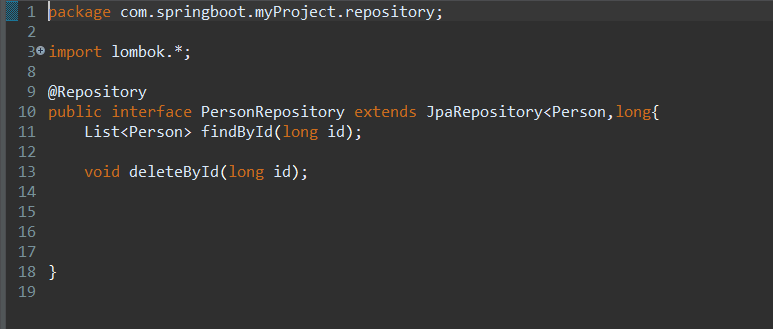 1 package com.springboot.myProject.repository;
2
3 import lombok.*;
8
9 @Repository
10 public interface PersonRepository extends JpaRepository<Person,long{
11 List<Person> findById(long id);
12
13 void deleteById(long id);
14
15
16
17
18 }
19